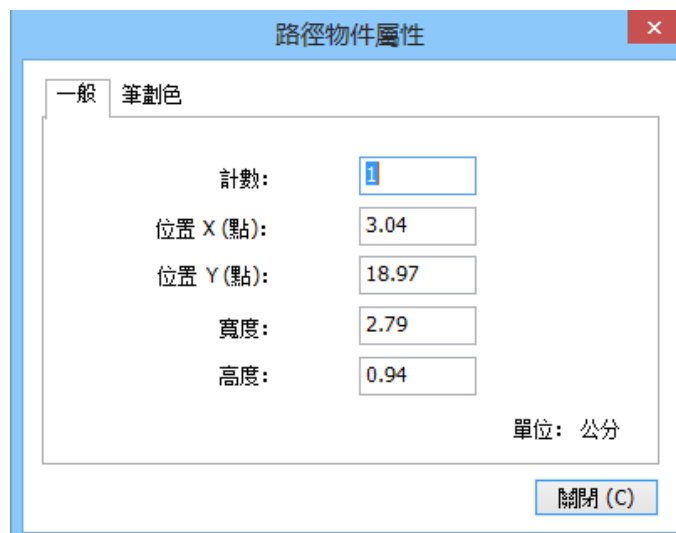 路徑物件屬性
一般 筆劃色
計數: 1
位置 X (點): 3.04
位置 Y (點): 18.97
寬度: 2.79
高度: 0.94
單位: 公分
關閉 (C)